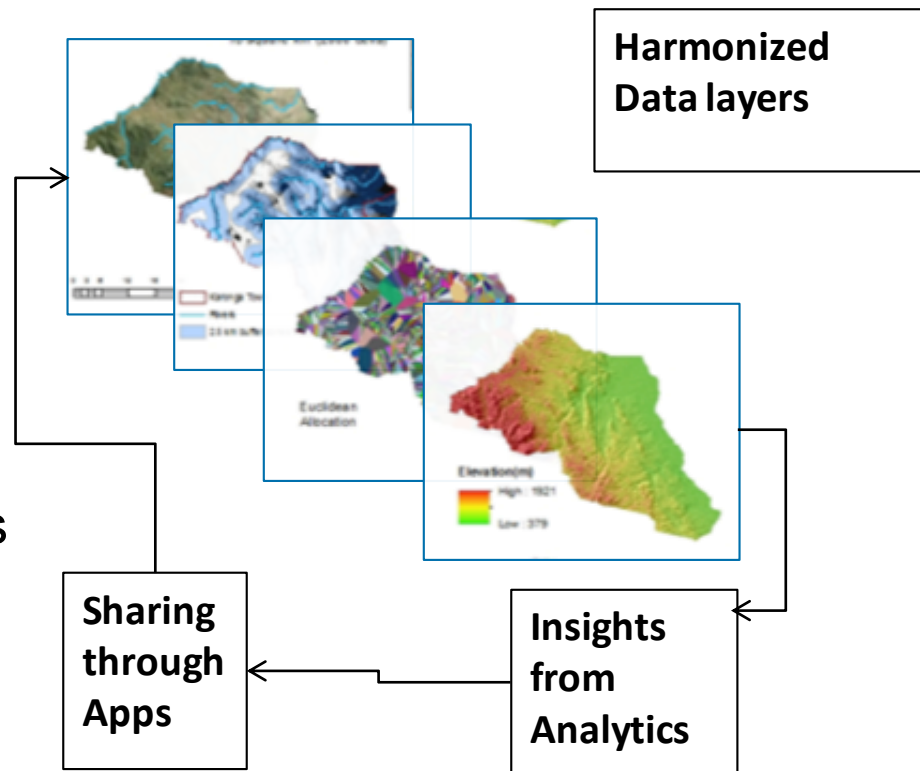 Harmonized
Data layers
Euclidean
Allocation
Elevation(m)
High : 1921
Low : 379
s
Sharing
through
Apps
Insights
from
Analytics